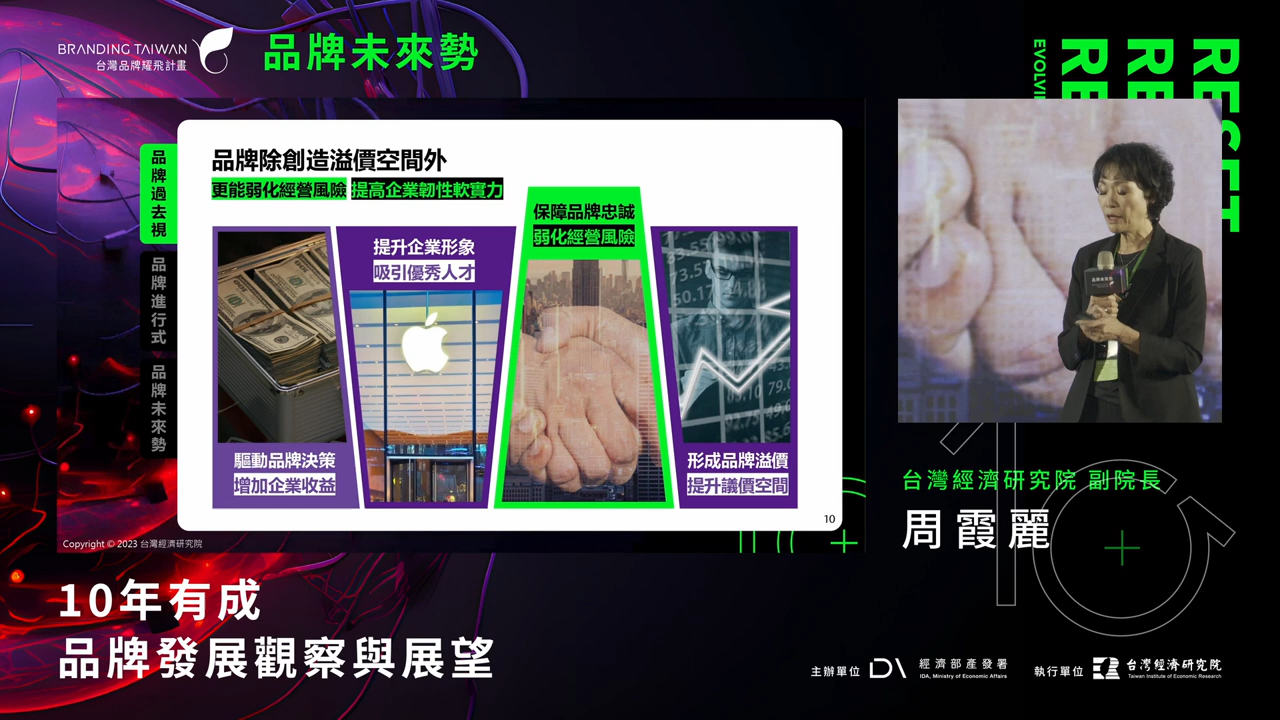 BRANDING TAIWAN
台灣品牌耀飛計畫
品牌未來勢
RESET
RE
RE
EVOLVI
品牌過去視
品牌進行式
品牌未來勢
品牌除創造溢價空間外
更能弱化經營風險 提高企業韌性軟實力
驅動品牌決策
增加企業收益
提升企業形象
吸引優秀人才
保障品牌忠誠
弱化經營風險
形成品牌溢價
提升議價空間
10
Copyright © 2023 台灣經濟研究院
品牌未來勢
台灣經濟研究院 副院長
周霞麗
10年有成
品牌發展觀察與展望
主辦單位
經濟部產發署
IDA, Ministry of Economic Affairs
執行單位
台灣經濟研究院
Taiwan Institute of Economic Research